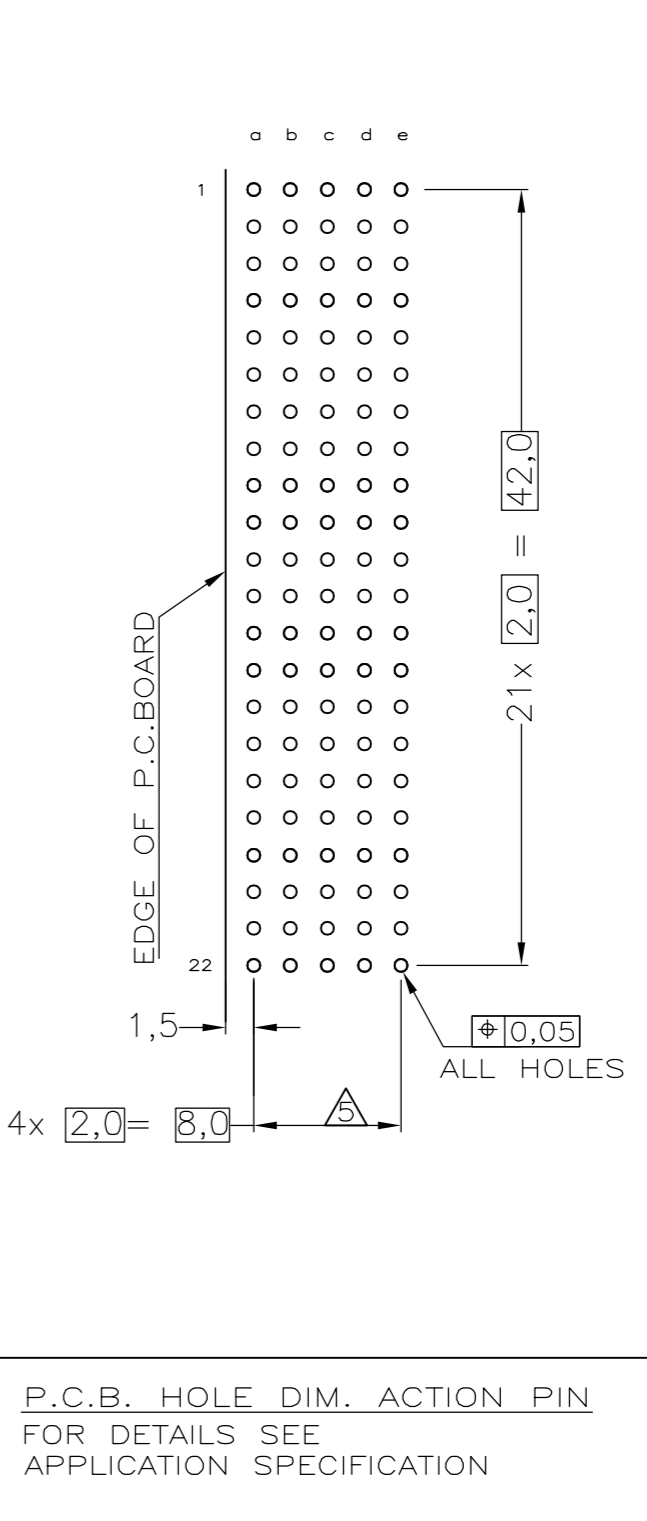 a b c d e
1
42,0
=
21x 2,0
EDGE OF P.C.BOARD
22
1,5
⌖ 0,05
ALL HOLES
4x 2,0= 8,0
5
P.C.B. HOLE DIM. ACTION PIN
FOR DETAILS SEE
APPLICATION SPECIFICATION